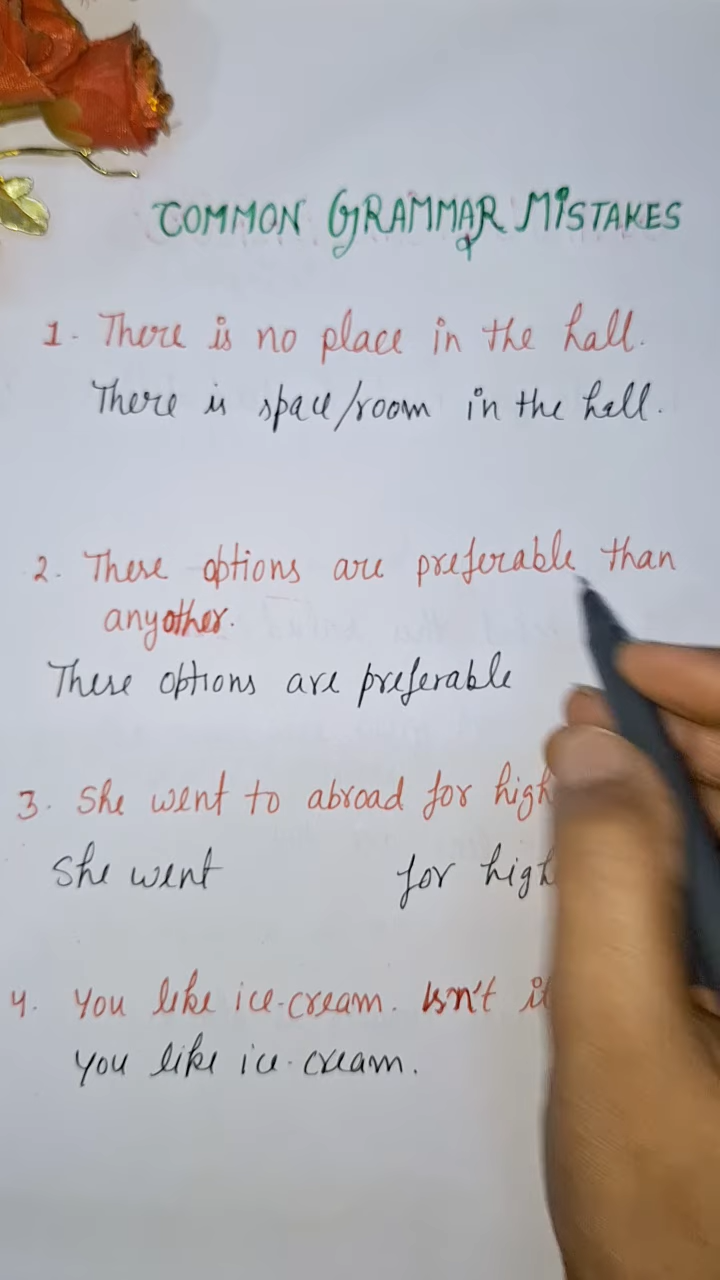 COMMON GRAMMAR MISTAKES
1. There is no place in the hall.
There is space/room in the hall.
2. These options are preferable than
anyother.
These options are preferable
3. She went to abroad for high
She went for high
4. You like ice-cream. Isn't it
You like ice-cream.